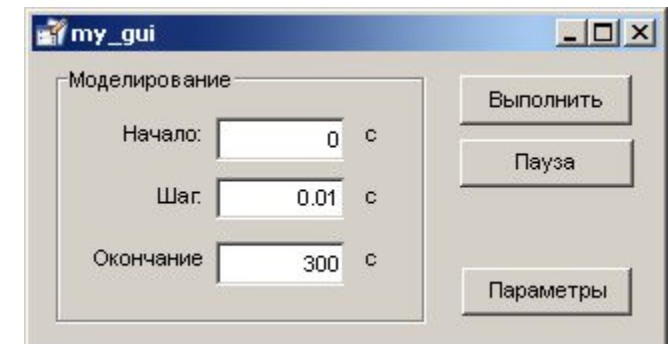 my_gui
Моделирование
Начало: 0 с
Шаг: 0.01 с
Окончание 300 с
Выполнить
Пауза
Параметры